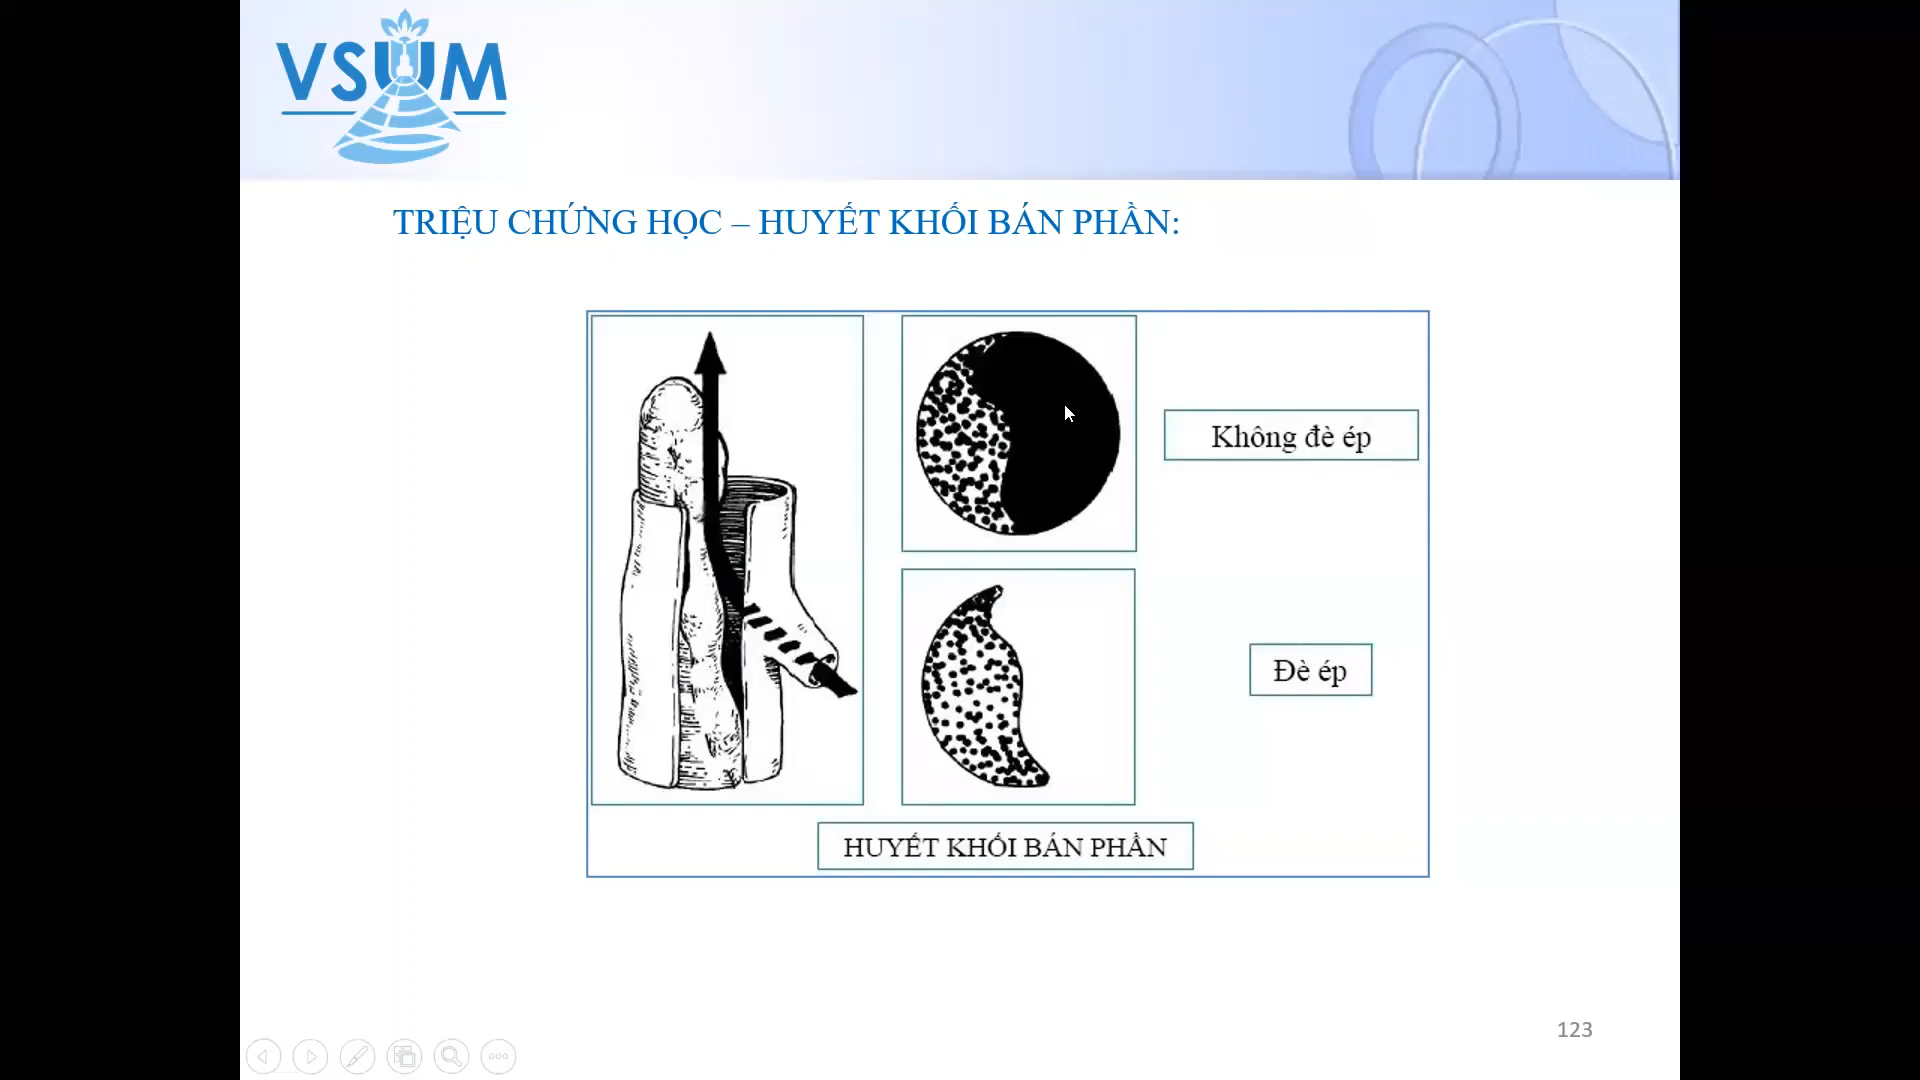 VSUM
TRIỆU CHỨNG HỌC – HUYẾT KHỐI BÁN PHẦN:
Không đè ép
Đè ép
HUYẾT KHỐI BÁN PHẦN
123